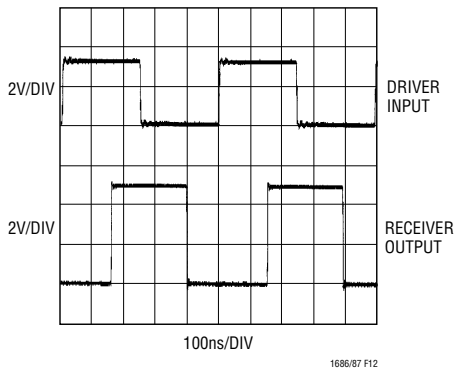 2V/DIV
DRIVER
INPUT
2V/DIV
RECEIVER
OUTPUT
100ns/DIV
1686/87 F12